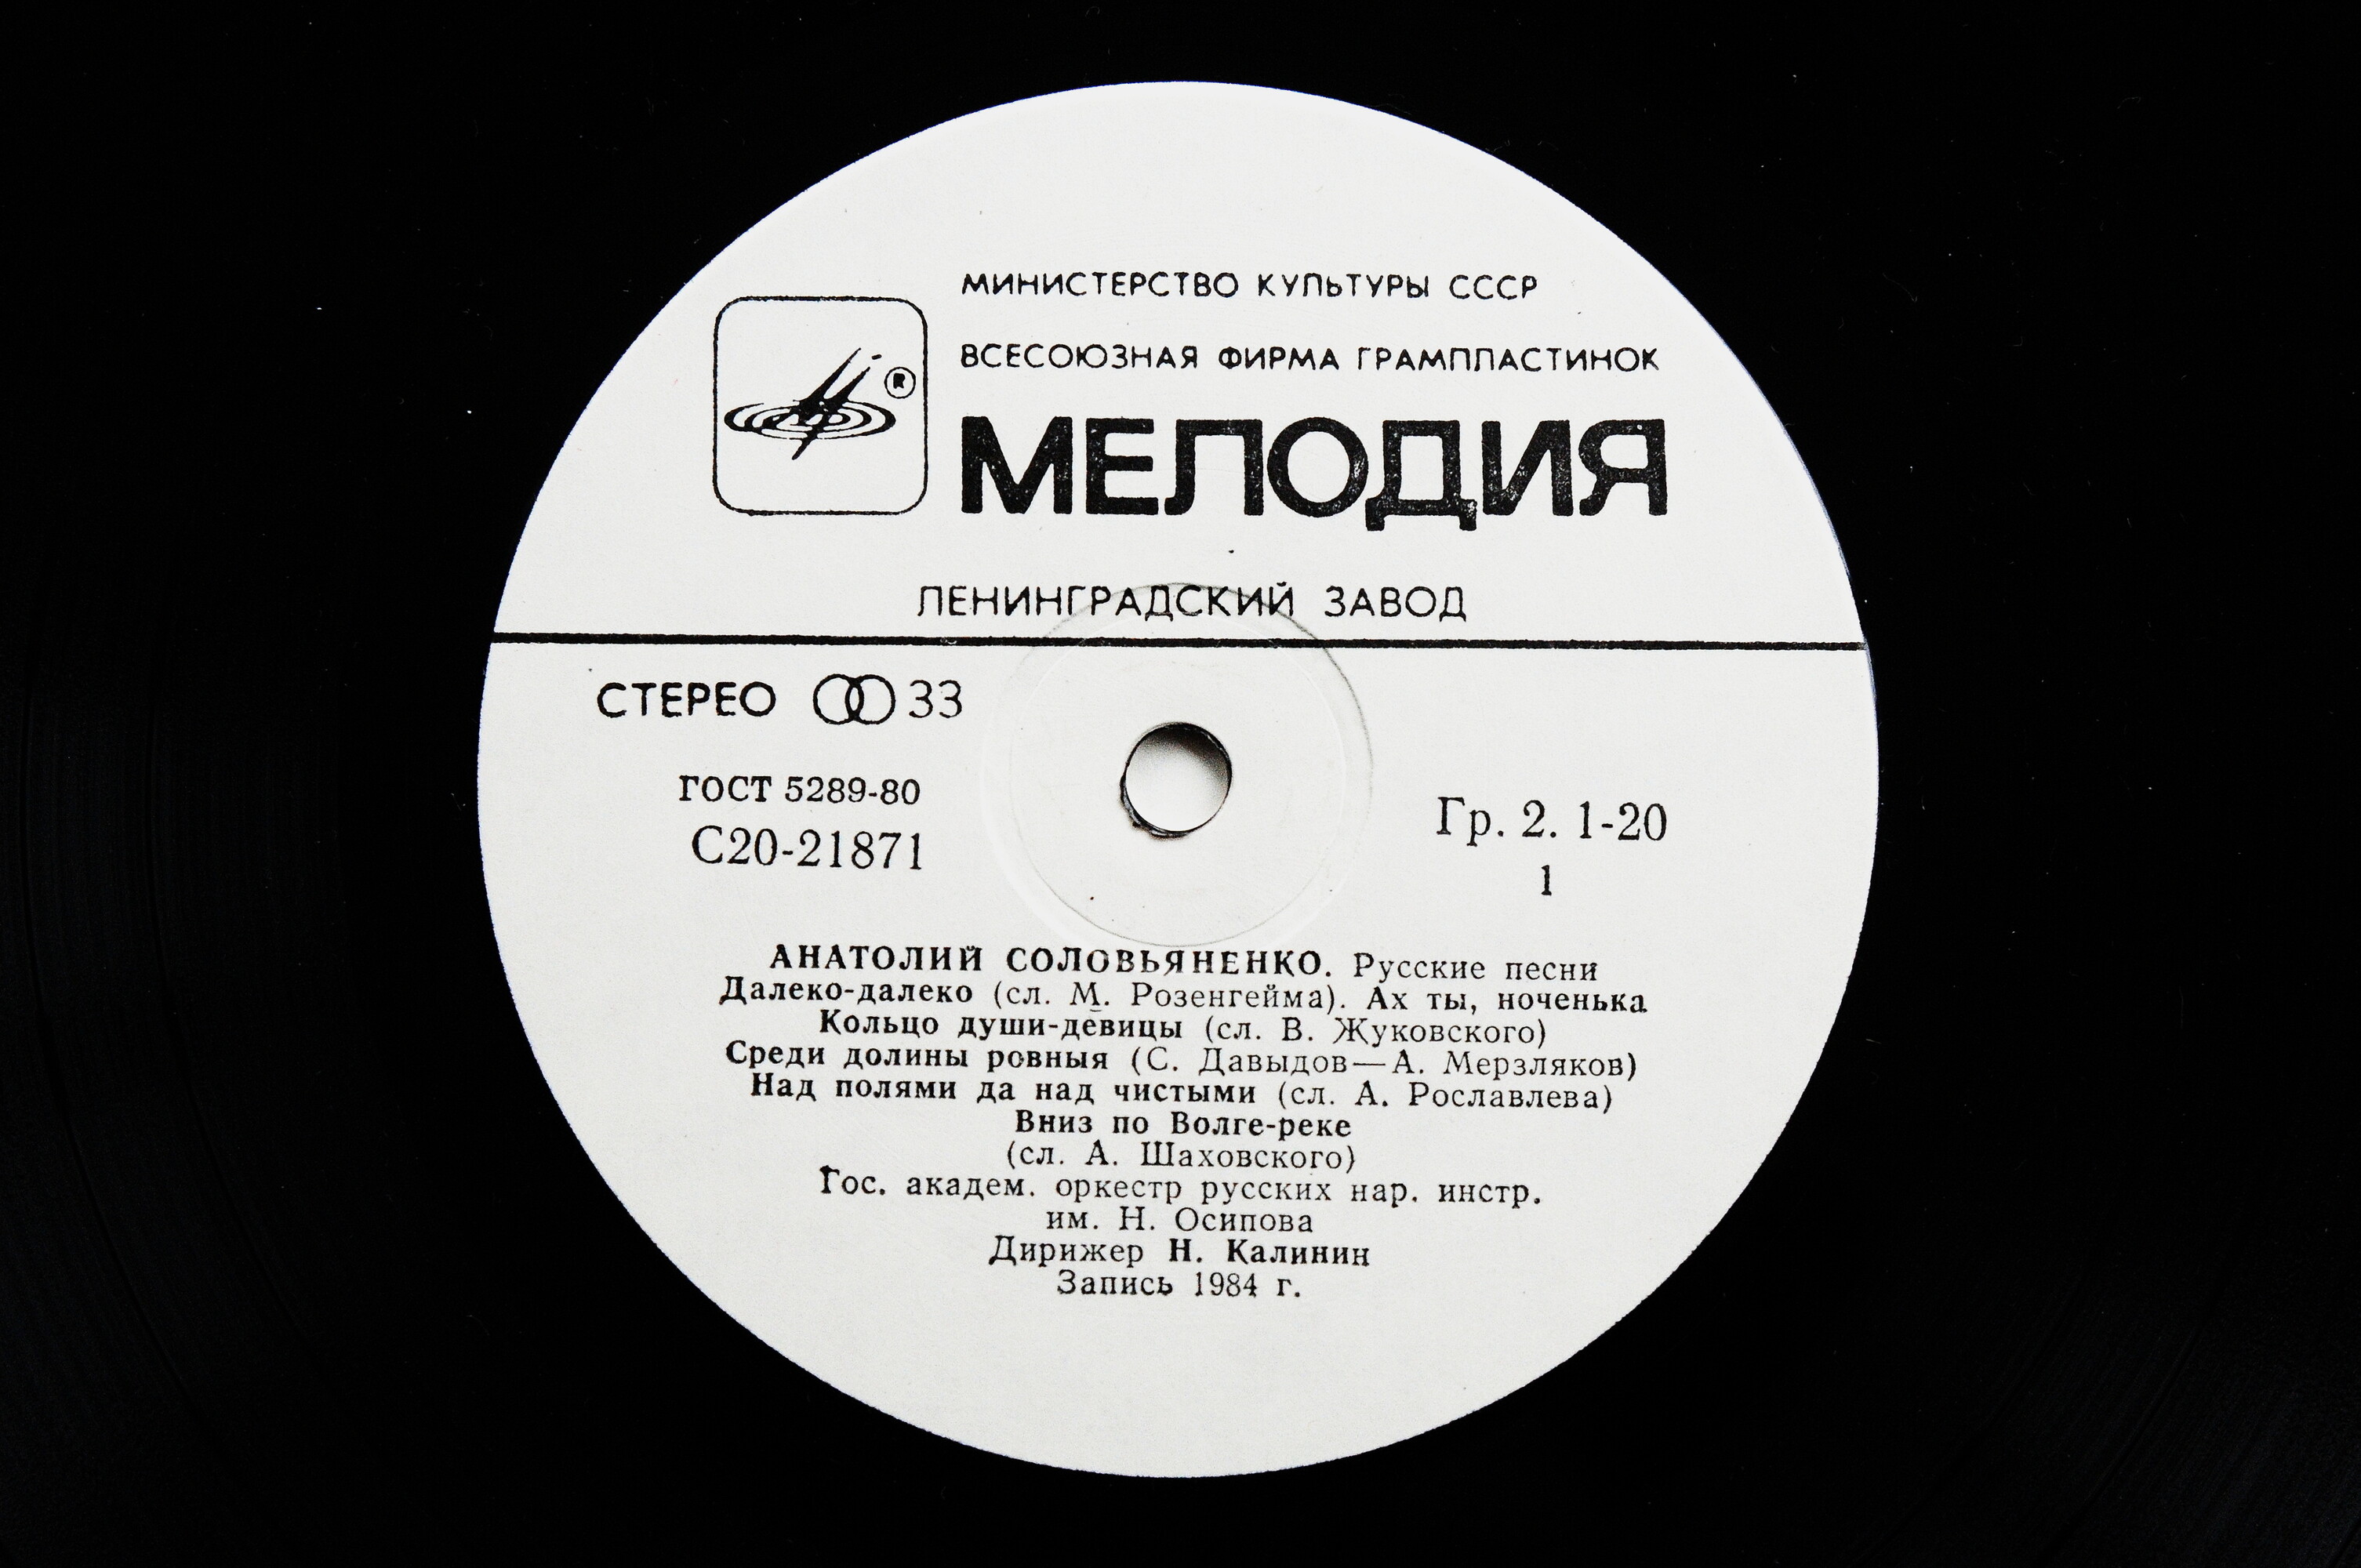 МИНИСТЕРСТВО КУЛЬТУРЫ СССР
ВСЕСОЮЗНАЯ ФИРМА ГРАМПЛАСТИНОК
®
МЕЛОДИЯ
ЛЕНИНГРАДСКИЙ ЗАВОД
СТЕРЕО 33
ГОСТ 5289-80
С20-21871
Гр. 2. 1-20
1
АНАТОЛИЙ СОЛОВЬЯНЕНКО. Русские песни
Далеко-далеко (сл. М. Розенгейма). Ах ты, ноченька
Кольцо души-девицы (сл. В. Жуковского)
Среди долины ровныя (С. Давыдов—А. Мерзляков)
Над полями да над чистыми (сл. А. Рославлева)
Вниз по Волге-реке
(сл. А. Шаховского)
Гос. академ. оркестр русских нар. инстр.
им. Н. Осипова
Дирижер Н. Калинин
Запись 1984 г.